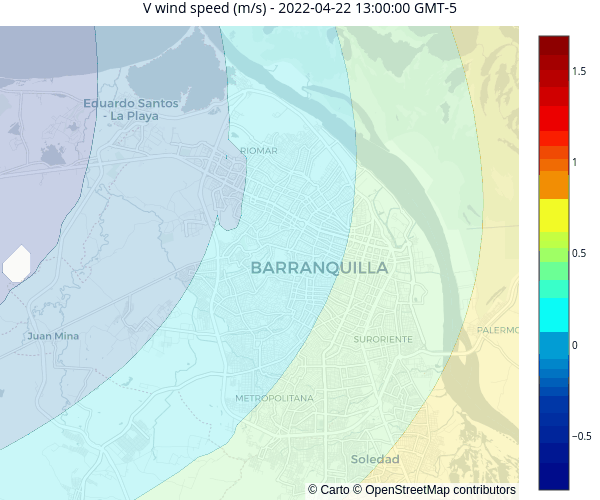 V wind speed (m/s) - 2022-04-22 13:00:00 GMT-5
1.5
Eduardo Santos
- La Playa
RIOMAR
1
0.5
BARRANQUILLA
Juan Mina
SURORIENTE
PALERMO
0
METROPOLITANA
−0.5
Soledad
© Carto © OpenStreetMap contributors